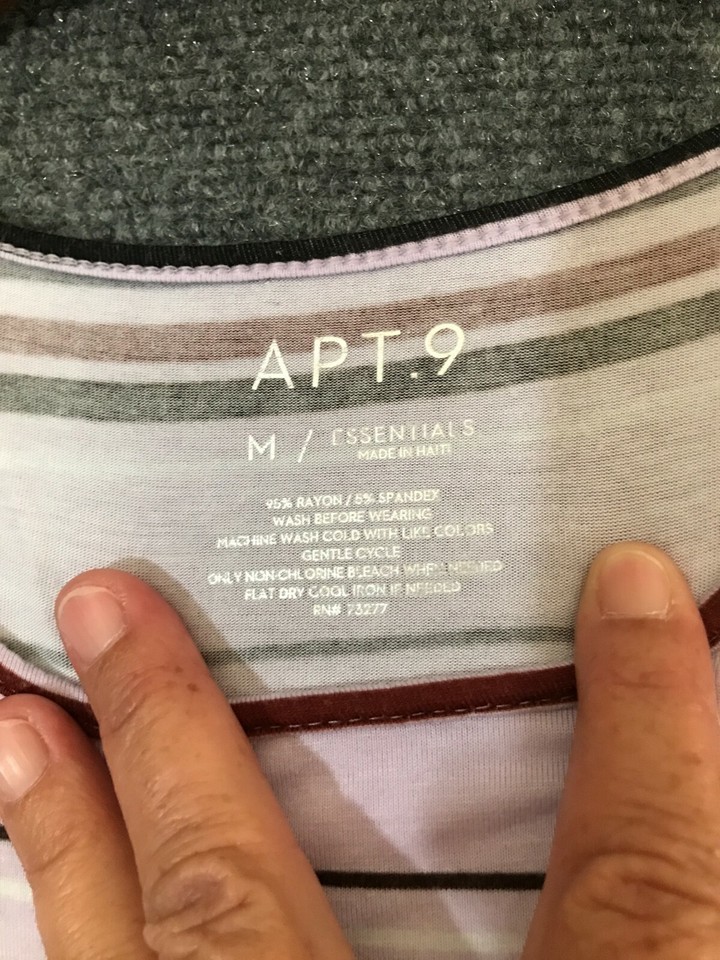 APT.9
M / ESSENTIALS
MADE IN HAITI
95% RAYON / 5% SPANDEX
WASH BEFORE WEARING
MACHINE WASH COLD WITH LIKE COLORS
GENTLE CYCLE
ONLY NON-CHLORINE BLEACH WHEN NEEDED
FLAT DRY COOL IRON IF NEEDED
RN# 73277